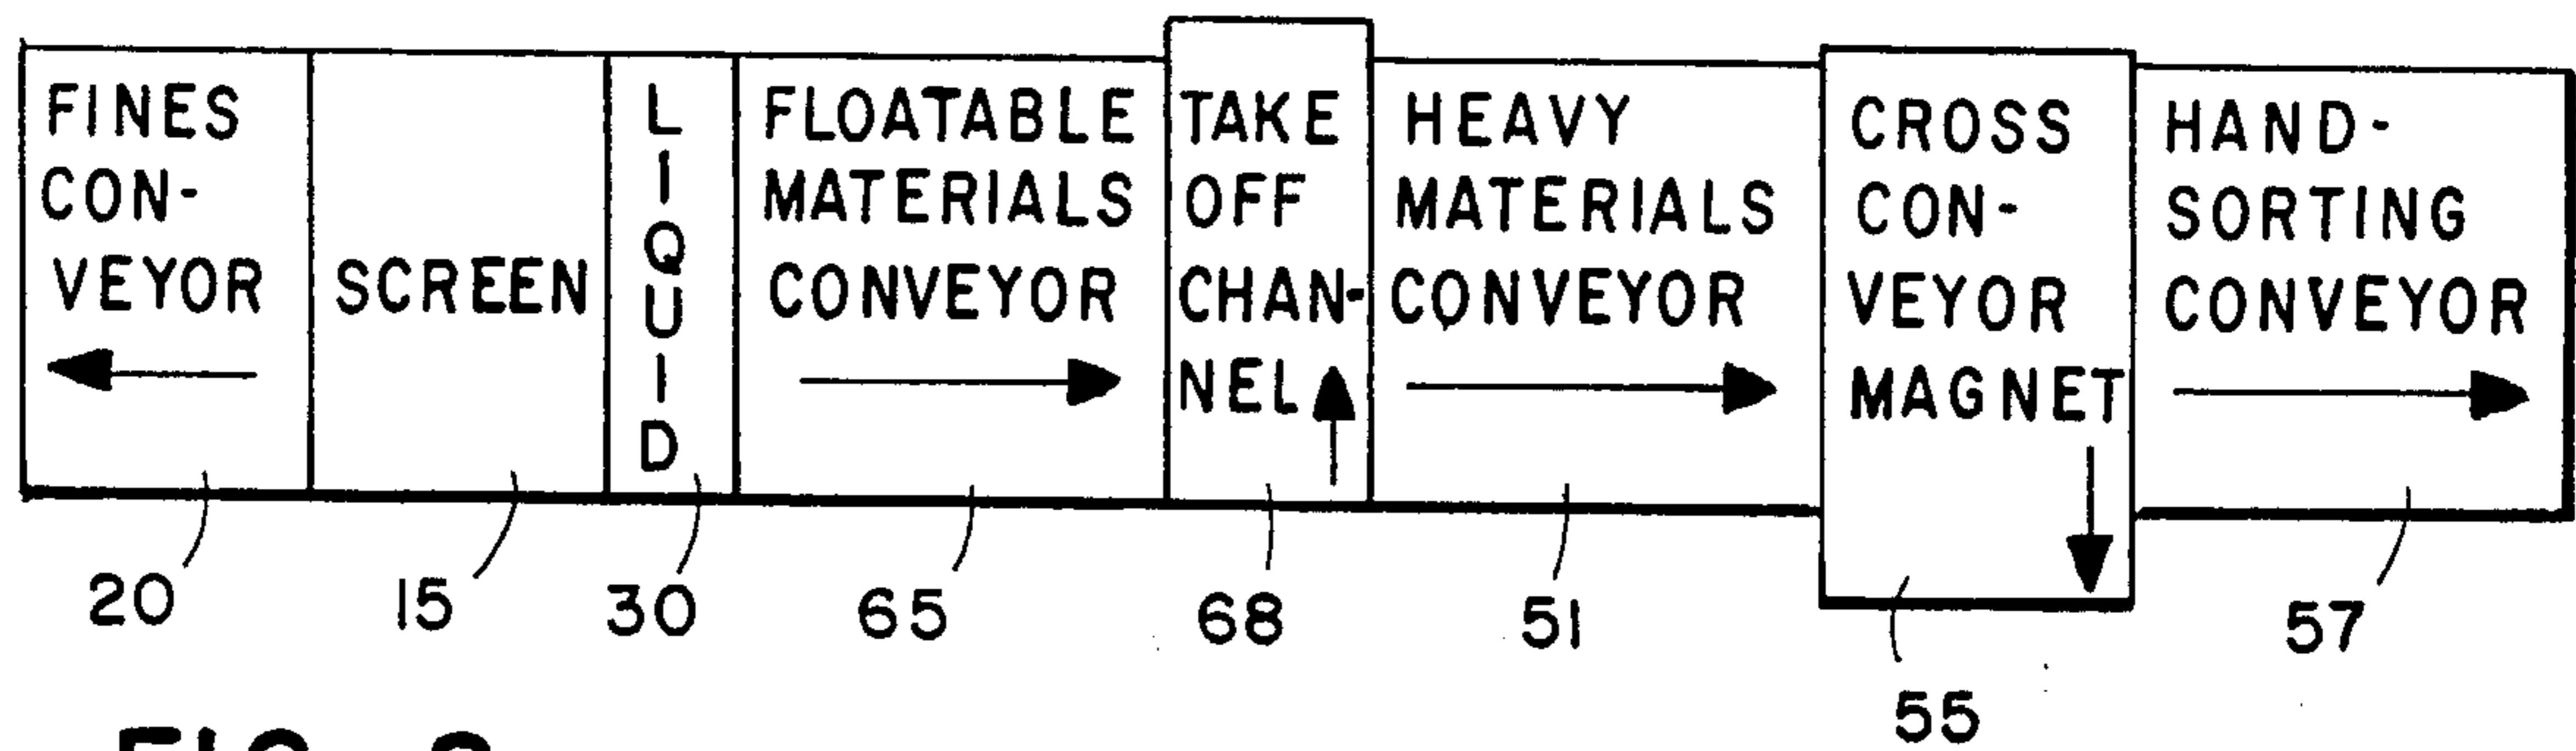 FINES
CON-
VEYOR
SCREEN
LIQUID
FLOATABLE
MATERIALS
CONVEYOR
TAKE
OFF
CHAN-
NEL
HEAVY
MATERIALS
CONVEYOR
CROSS
CON-
VEYOR
MAGNET
HAND-
SORTING
CONVEYOR
20
15
30
65
68
51
55
57